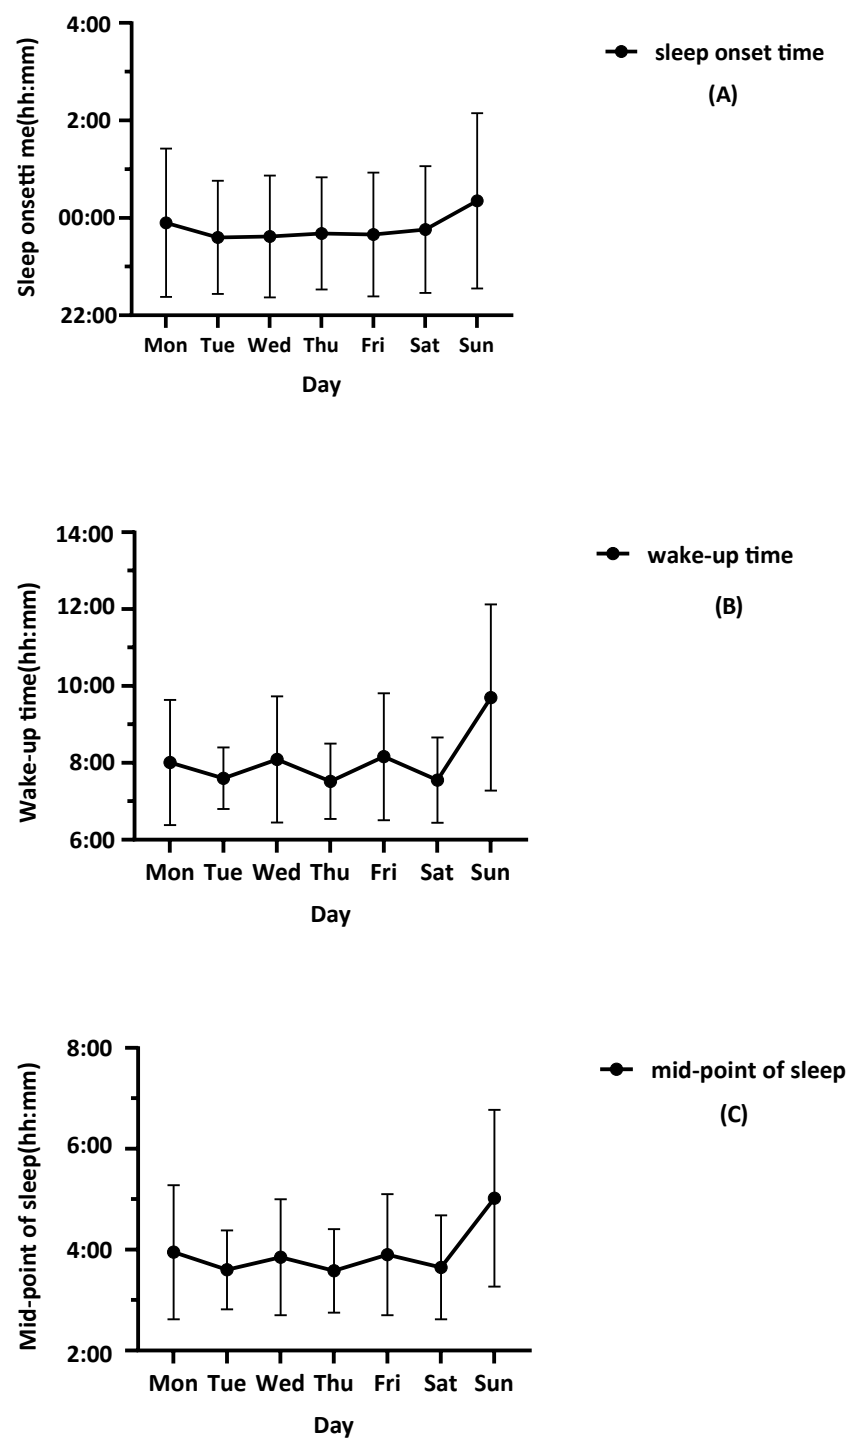 4:00
2:00
00:00
22:00
Sleep onsetti me(hh:mm)
Mon Tue Wed Thu Fri Sat Sun
Day
sleep onset time
(A)
14:00
12:00
10:00
8:00
6:00
Wake-up time(hh:mm)
Mon Tue Wed Thu Fri Sat Sun
Day
wake-up time
(B)
8:00
6:00
4:00
2:00
Mid-point of sleep(hh:mm)
Mon Tue Wed Thu Fri Sat Sun
Day
mid-point of sleep
(C)